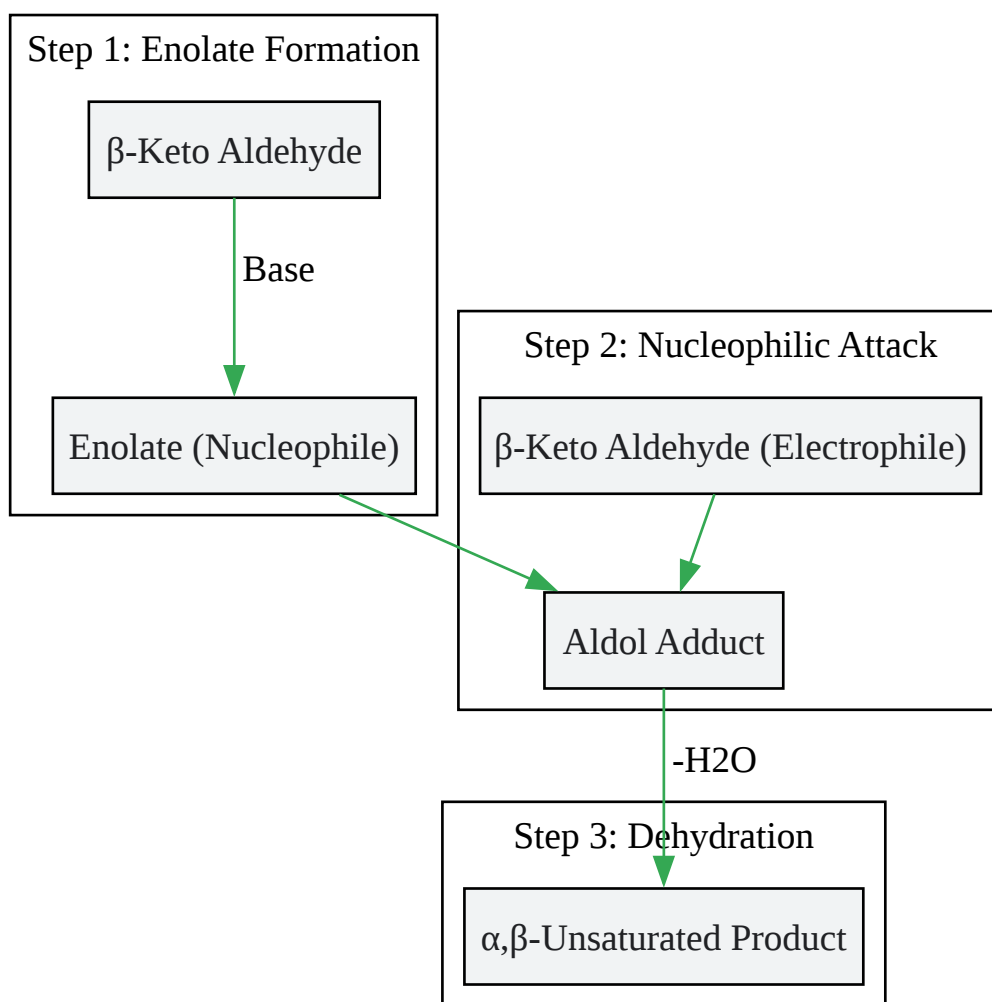 Step 1: Enolate Formation
β-Keto Aldehyde
Base
Enolate (Nucleophile)
Step 2: Nucleophilic Attack
β-Keto Aldehyde (Electrophile)
Aldol Adduct
-H2O
Step 3: Dehydration
α,β-Unsaturated Product